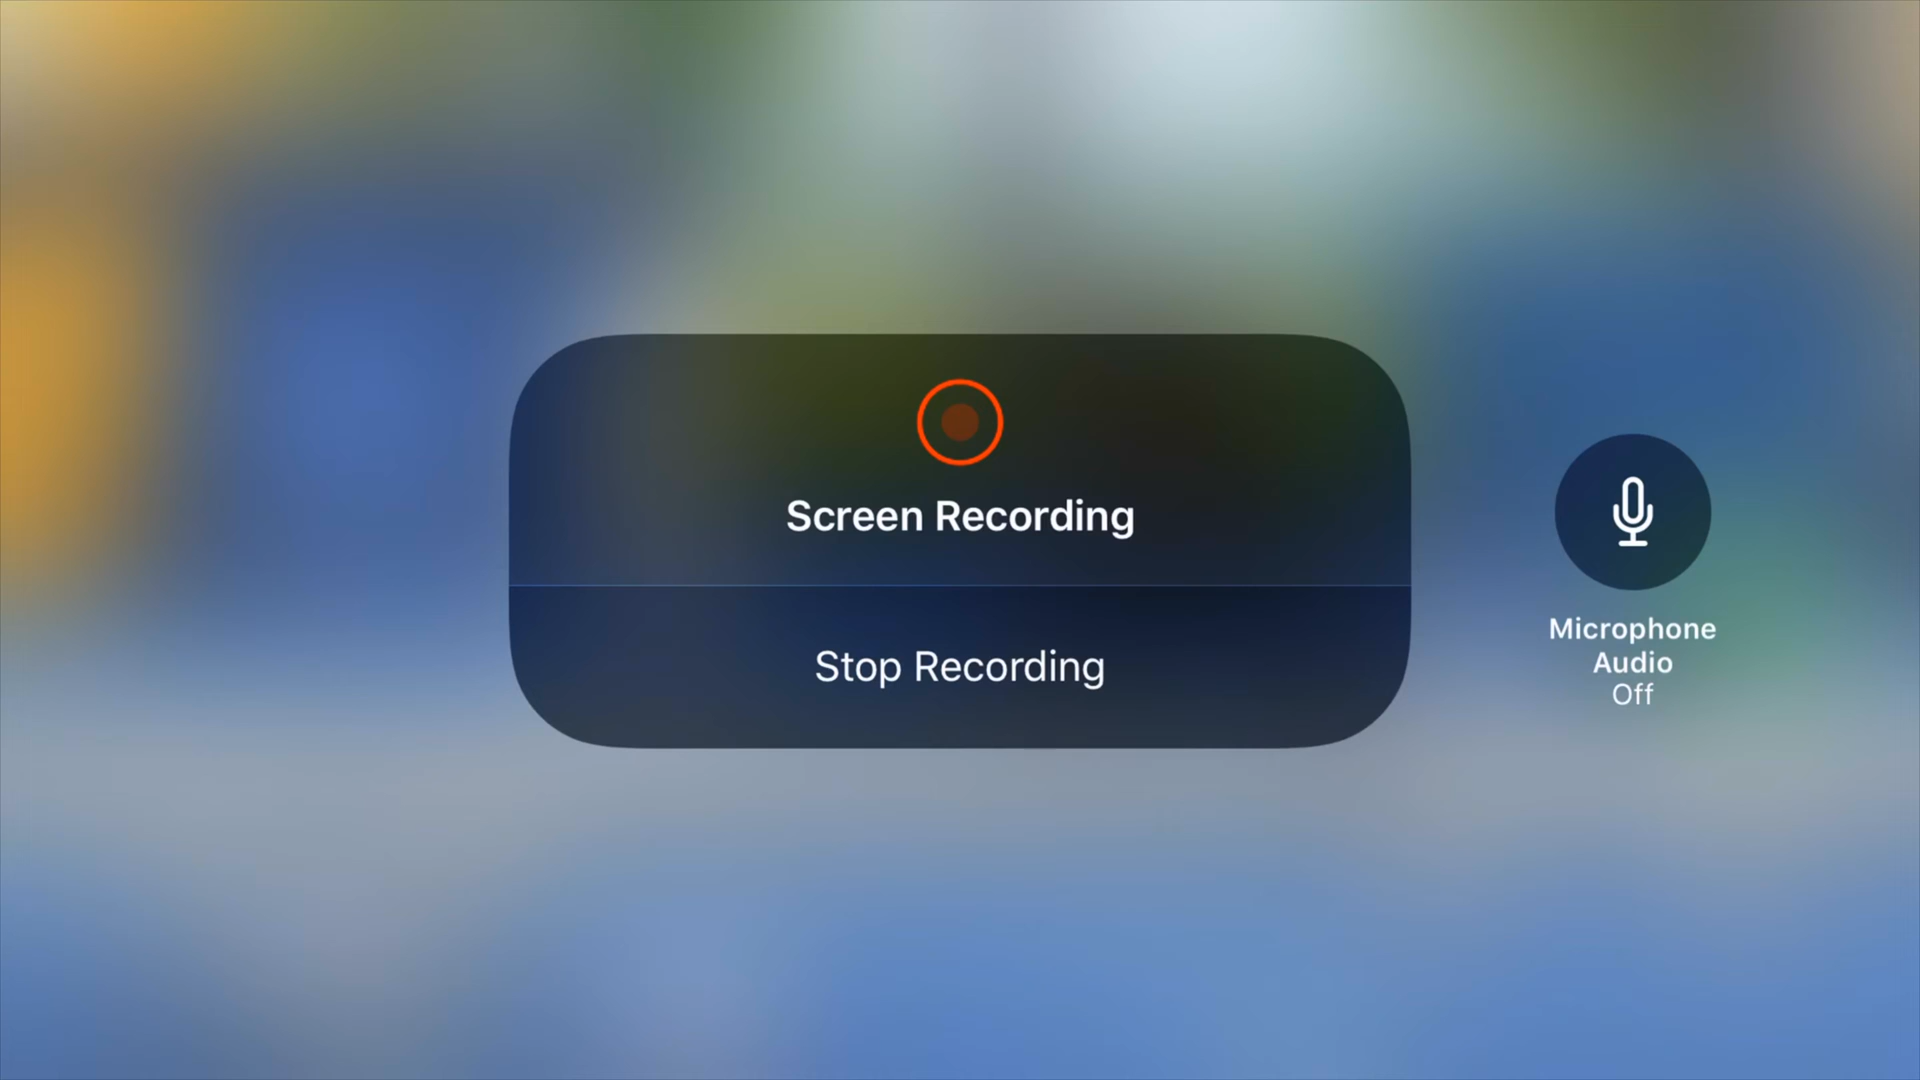 Screen Recording
Stop Recording
Microphone
Audio
Off